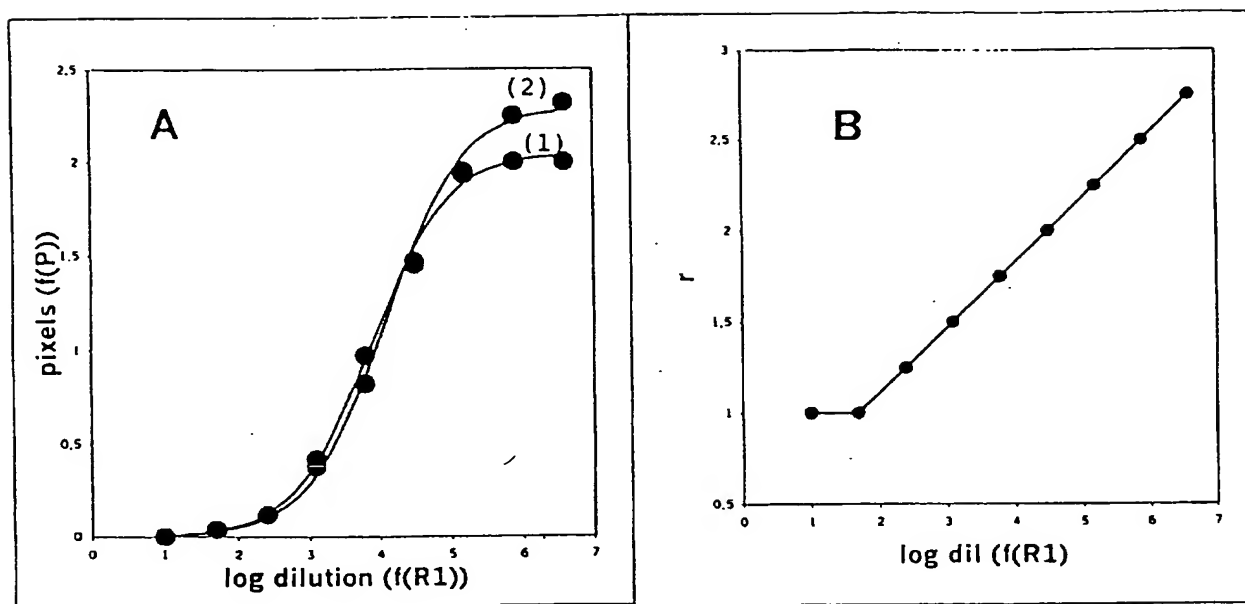 A
(2)
(1)
2.5
2
1.5
1
0.5
0
0 1 2 3 4 5 6 7
pixels (f(P))
log dilution (f(R1))
B
3
2,5
2
1,5
1
0,5
0 1 2 3 4 5 6 7
r
log dil (f(R1)